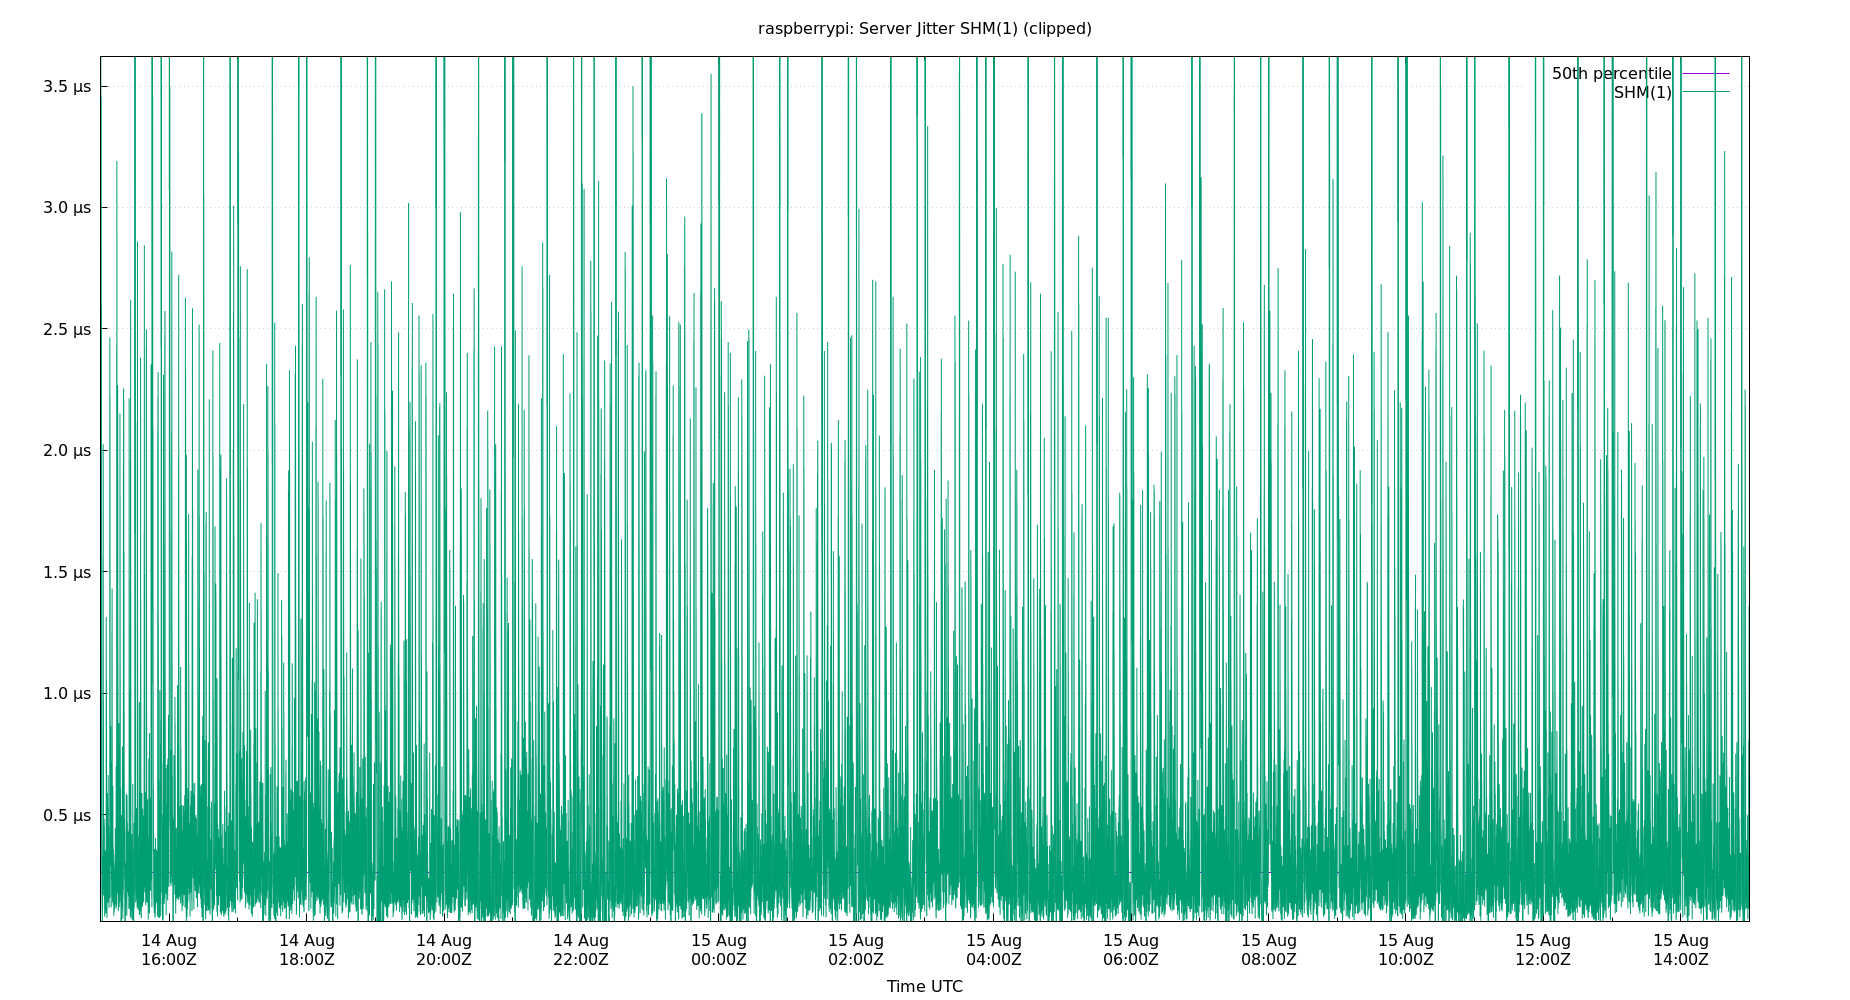 raspberrypi: Server Jitter SHM(1) (clipped)
50th percentile
SHM(1)
3.5 µs
3.0 µs
2.5 µs
2.0 µs
1.5 µs
1.0 µs
0.5 µs
14 Aug 14 Aug 14 Aug 14 Aug 15 Aug 15 Aug 15 Aug 15 Aug 15 Aug 15 Aug 15 Aug 15 Aug
16:00Z 18:00Z 20:00Z 22:00Z 00:00Z 02:00Z 04:00Z 06:00Z 08:00Z 10:00Z 12:00Z 14:00Z
Time UTC